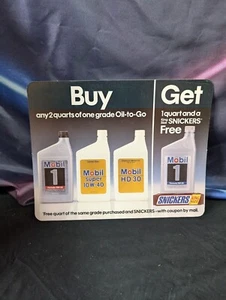 Buy
any 2 quarts of one grade Oil-to-Go
Get
1 quart and a
SNICKERS®
Free
Mobil
1
Mobil
Super
10W-40
Mobil
HD 30
Mobil
1
SNICKERS
Free quart of the same grade purchased and SNICKERS—with coupon by mail.